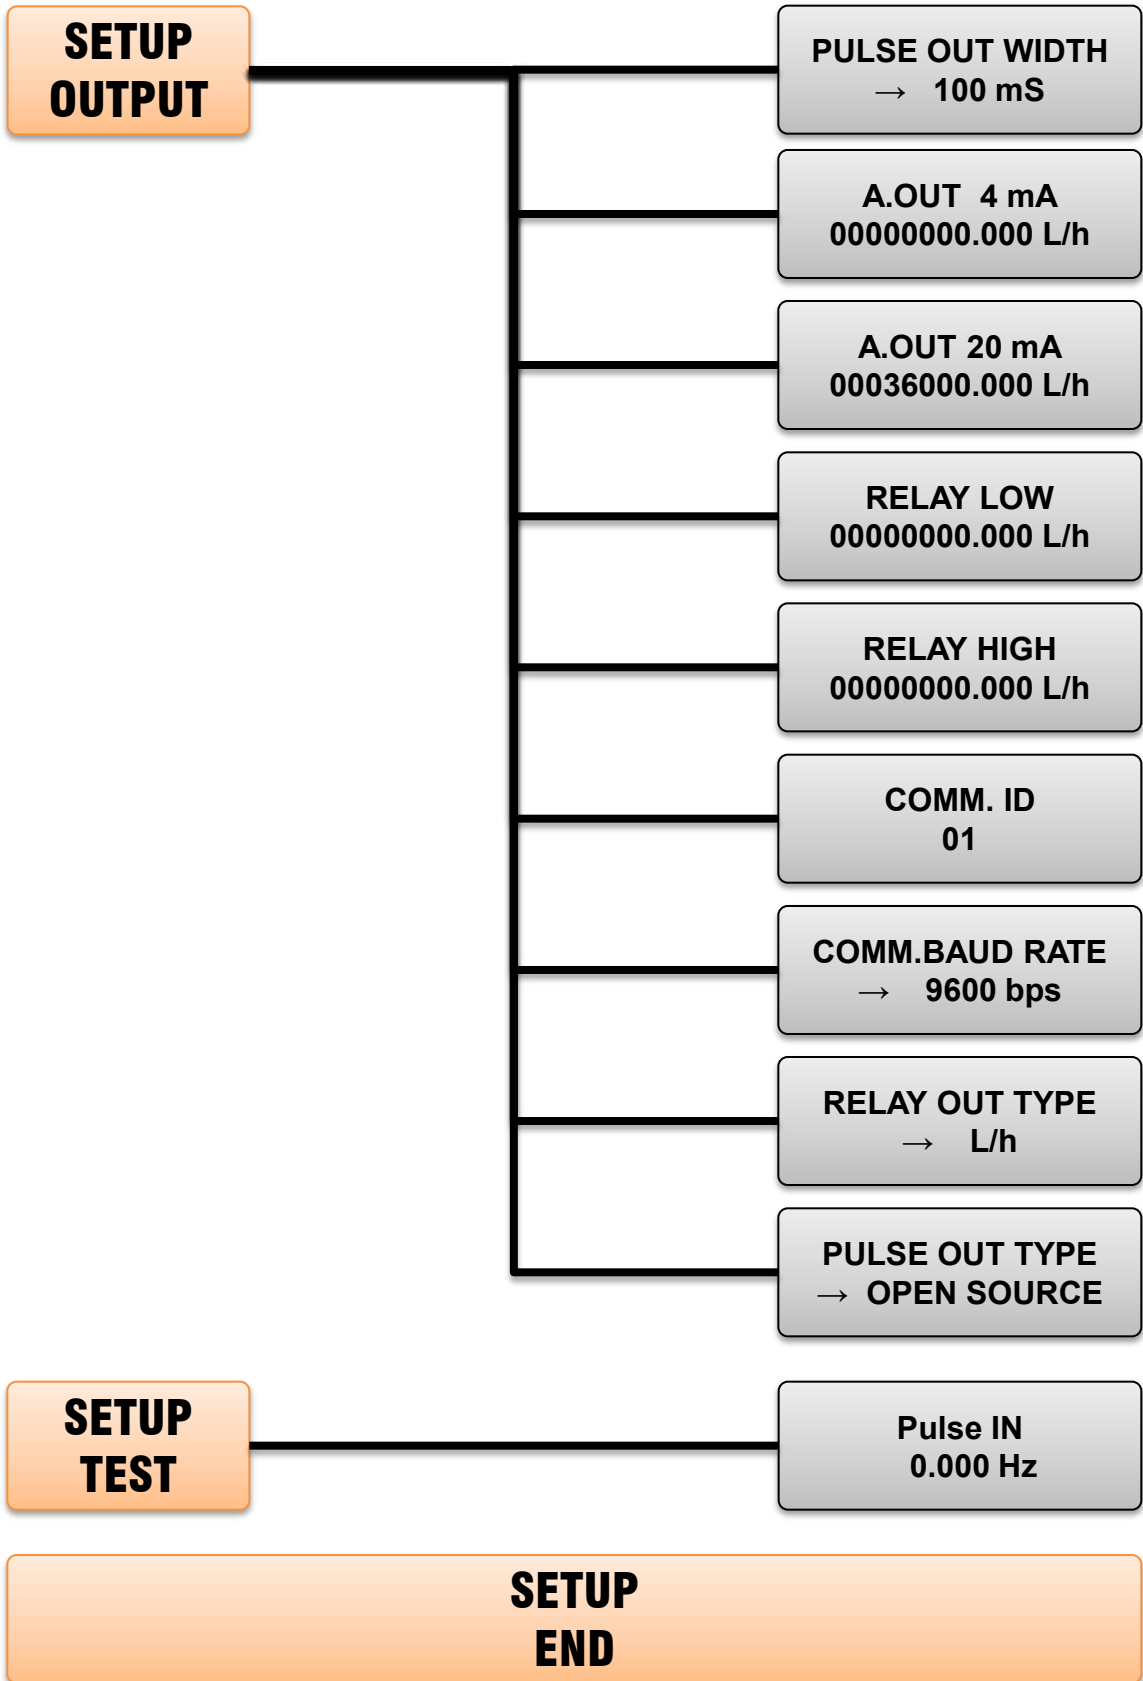 SETUP
OUTPUT
PULSE OUT WIDTH
→ 100 mS
A.OUT 4 mA
00000000.000 L/h
A.OUT 20 mA
00036000.000 L/h
RELAY LOW
00000000.000 L/h
RELAY HIGH
00000000.000 L/h
COMM. ID
01
COMM.BAUD RATE
→ 9600 bps
RELAY OUT TYPE
→ L/h
PULSE OUT TYPE
→ OPEN SOURCE
SETUP
TEST
Pulse IN
0.000 Hz
SETUP
END